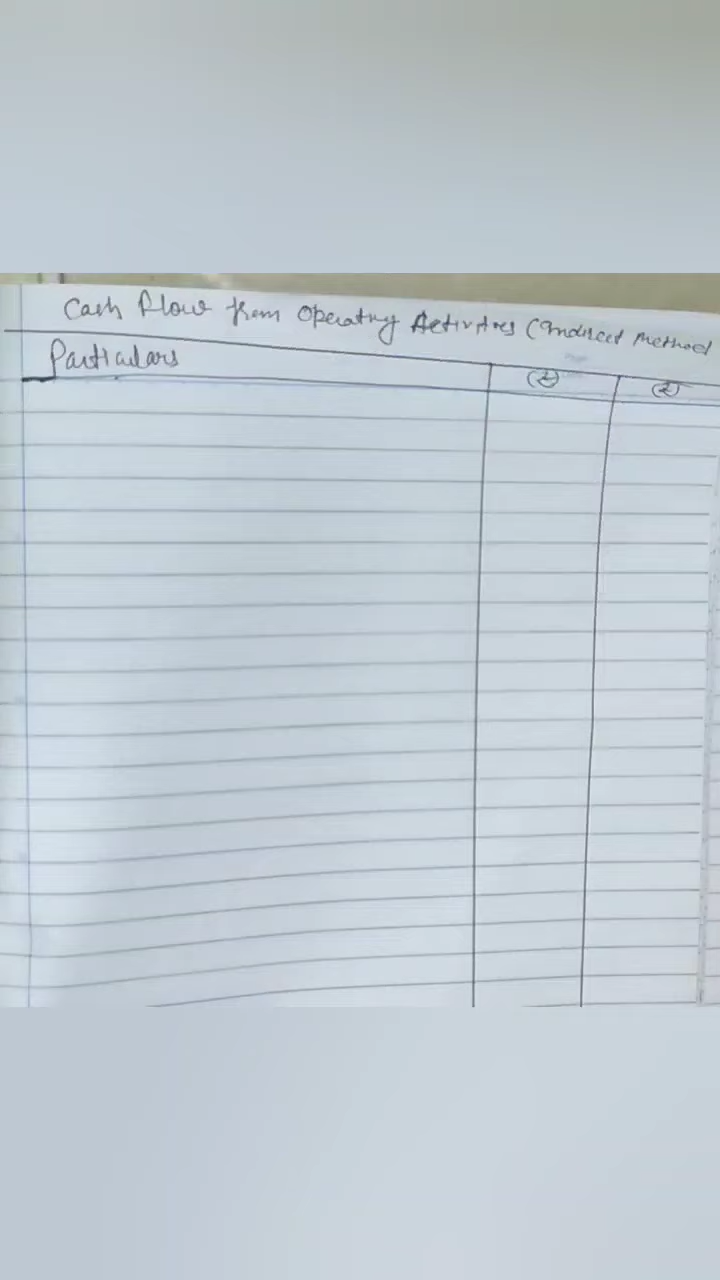 Cash flow from Operating Activities (Indirect Method
Particulars (₹) (₹)